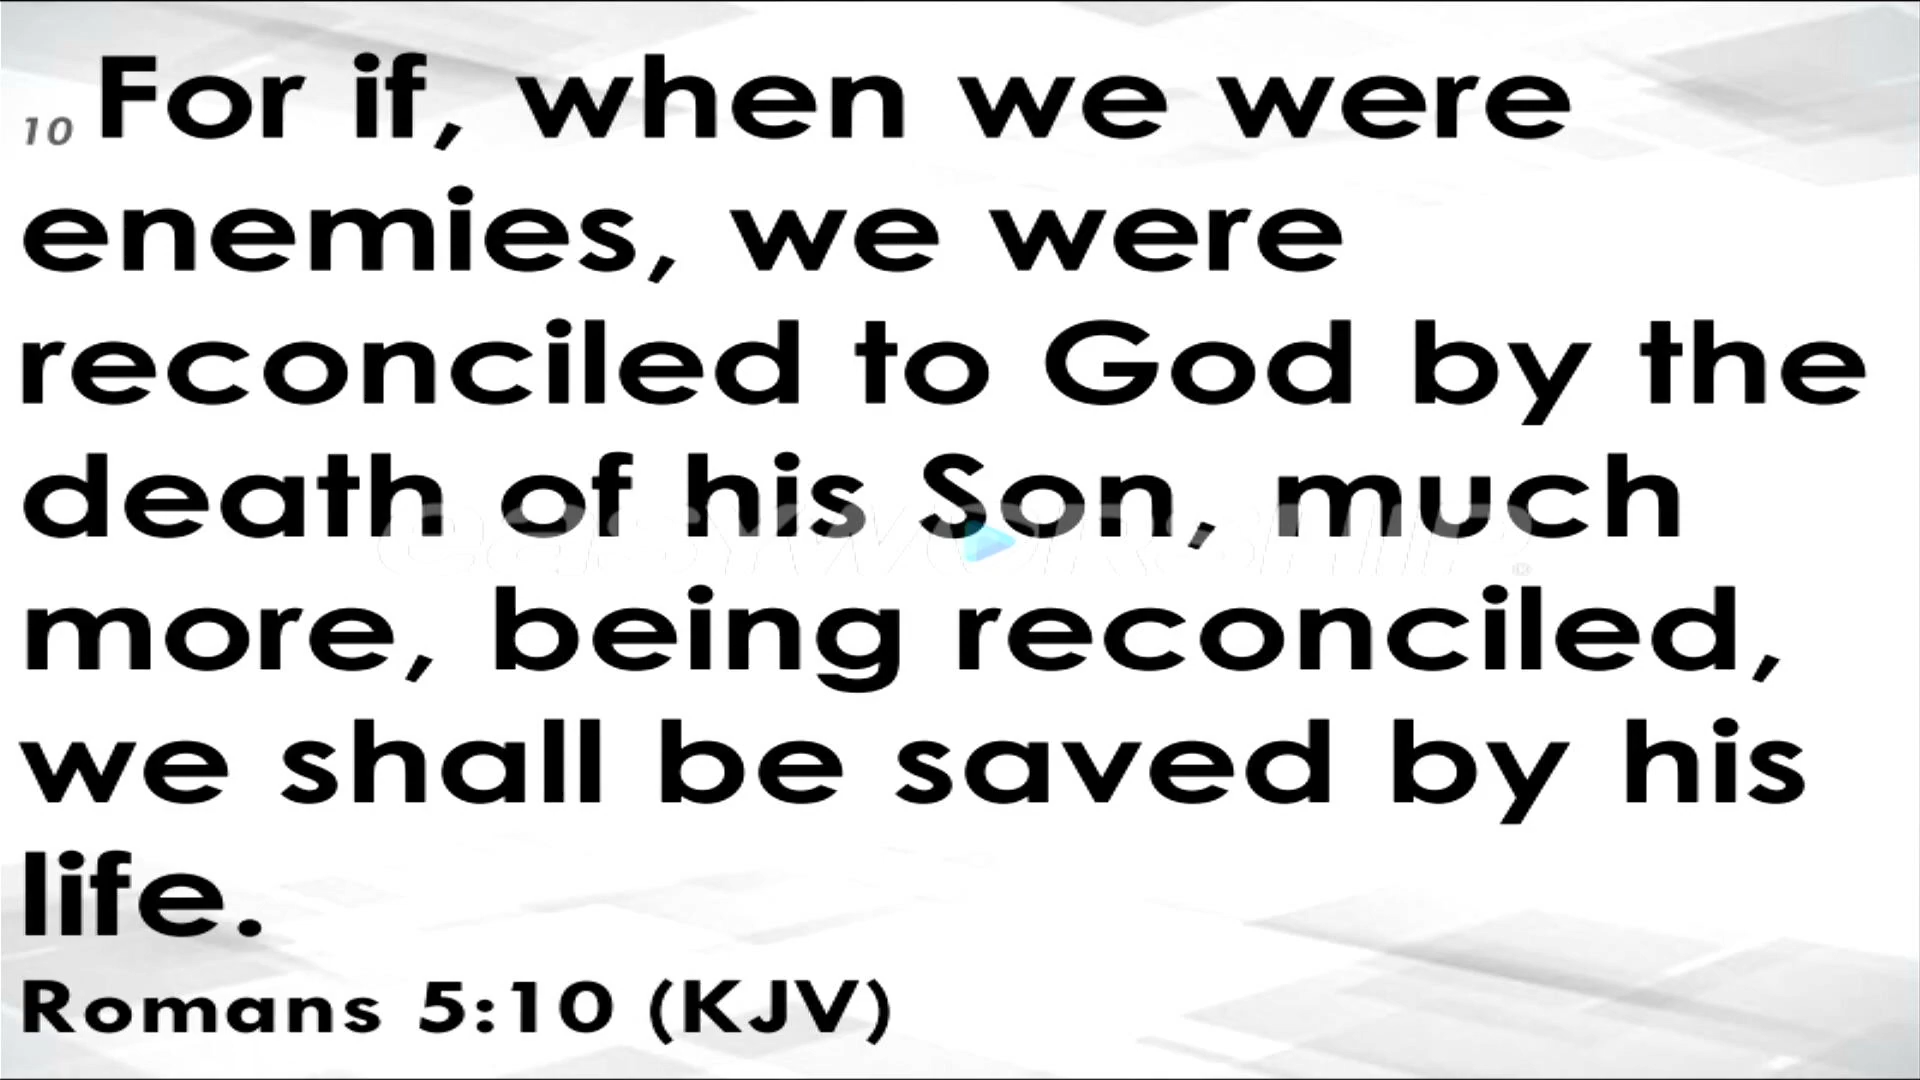 10 For if, when we were
enemies, we were
reconciled to God by the
death of his Son, much
easyworship®
more, being reconciled,
we shall be saved by his
life.
Romans 5:10 (KJV)